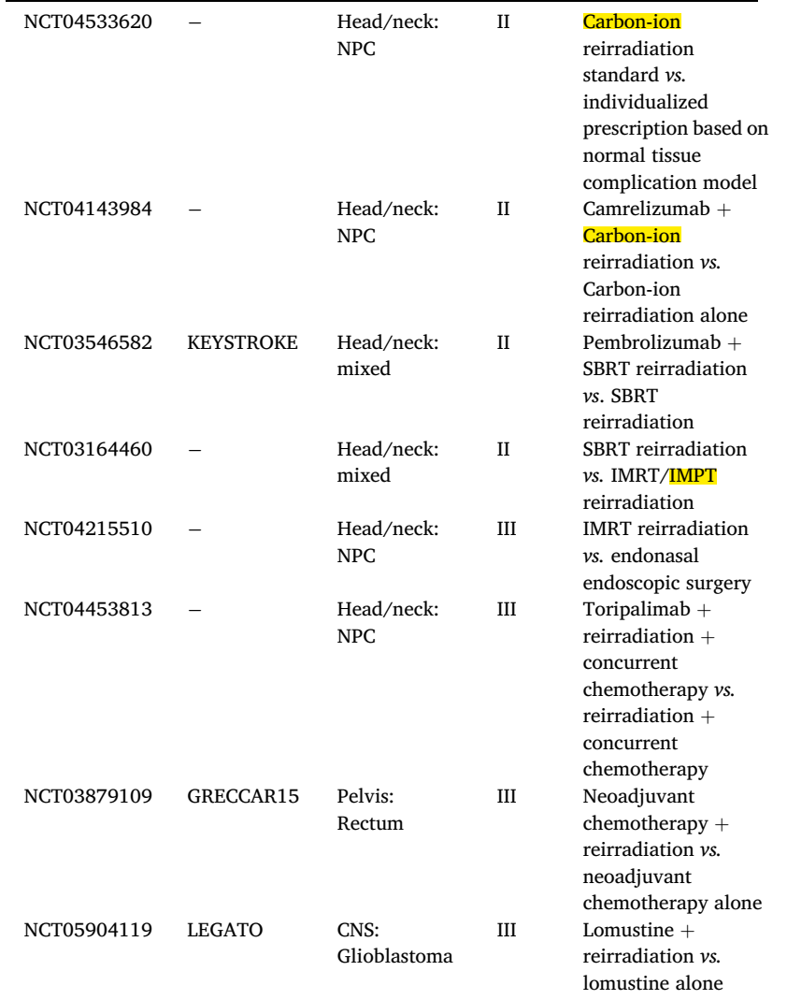 NCT04533620 – Head/neck: II Carbon-ion
NPC reirradiation
standard vs.
individualized
prescription based on
normal tissue
complication model
NCT04143984 – Head/neck: II Camrelizumab +
NPC Carbon-ion
reirradiation vs.
Carbon-ion
reirradiation alone
NCT03546582 KEYSTROKE Head/neck: II Pembrolizumab +
mixed SBRT reirradiation
vs. SBRT
reirradiation
NCT03164460 – Head/neck: II SBRT reirradiation
mixed vs. IMRT/IMPT
reirradiation
NCT04215510 – Head/neck: III IMRT reirradiation
NPC vs. endonasal
endoscopic surgery
NCT04453813 – Head/neck: III Toripalimab +
NPC reirradiation +
concurrent
chemotherapy vs.
reirradiation +
concurrent
chemotherapy
NCT03879109 GRECCAR15 Pelvis: III Neoadjuvant
Rectum chemotherapy +
reirradiation vs.
neoadjuvant
chemotherapy alone
NCT05904119 LEGATO CNS: III Lomustine +
Glioblastoma reirradiation vs.
lomustine alone